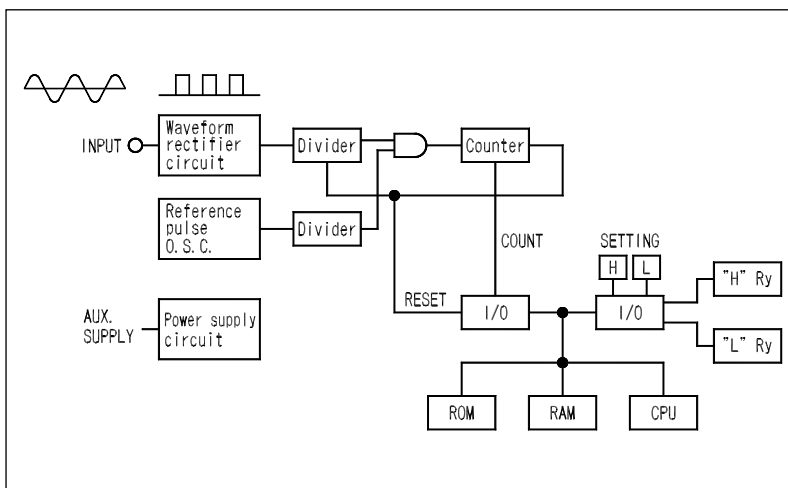 INPUT
Waveform
rectifier
circuit
Divider
Counter
Reference
pulse
O.S.C.
Divider
COUNT
SETTING
H
L
"H" Ry
RESET
I/O
I/O
AUX.
SUPPLY
Power supply
circuit
"L" Ry
ROM
RAM
CPU